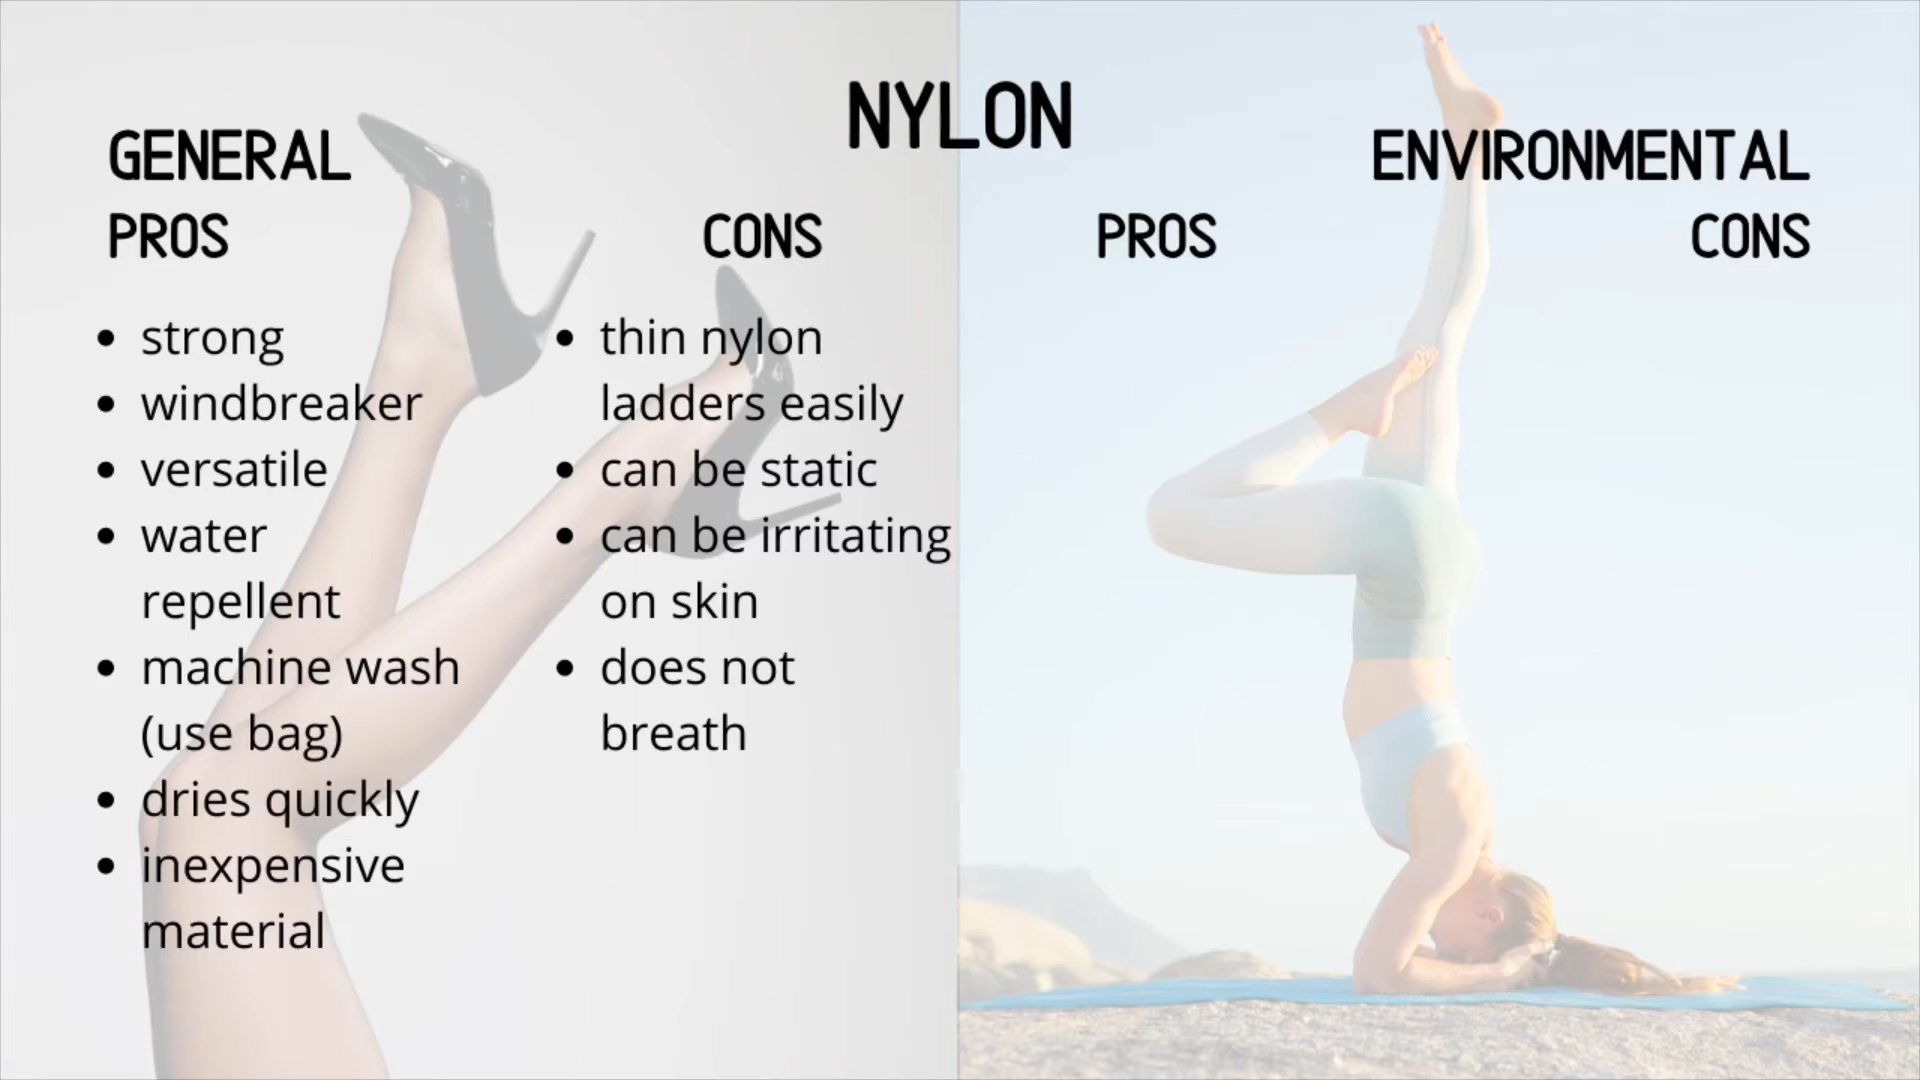 NYLON
GENERAL
PROS
CONS
strong
windbreaker
versatile
water
repellent
machine wash
(use bag)
dries quickly
inexpensive
material
thin nylon
ladders easily
can be static
can be irritating
on skin
does not
breath
ENVIRONMENTAL
PROS
CONS